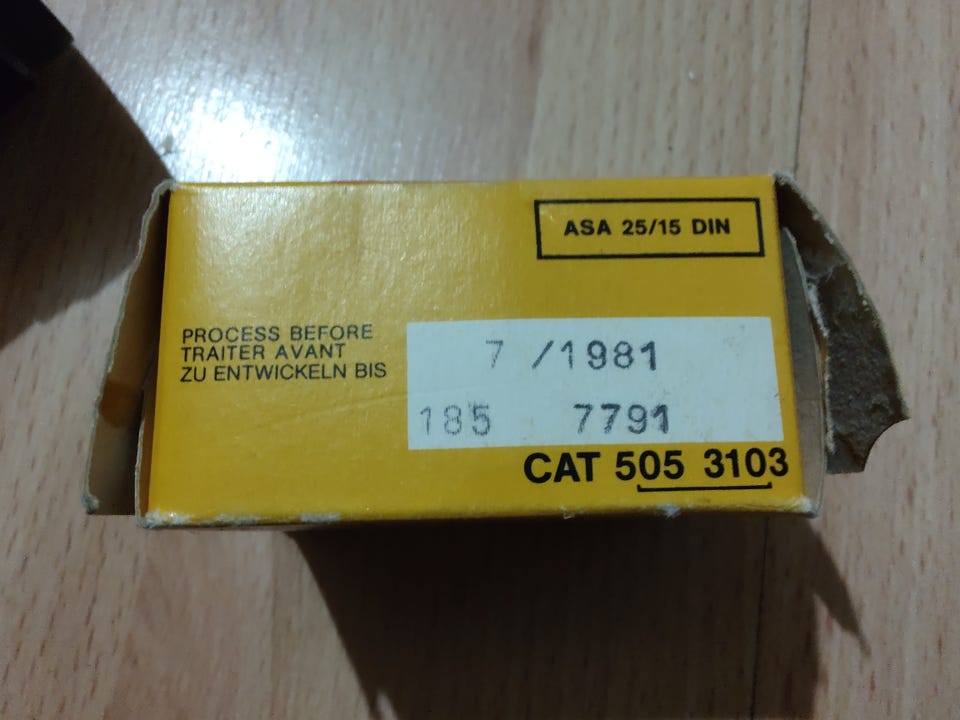 ASA 25/15 DIN
PROCESS BEFORE
TRAITER AVANT
ZU ENTWICKELN BIS
7 /1981
185 7791
CAT 505 3103